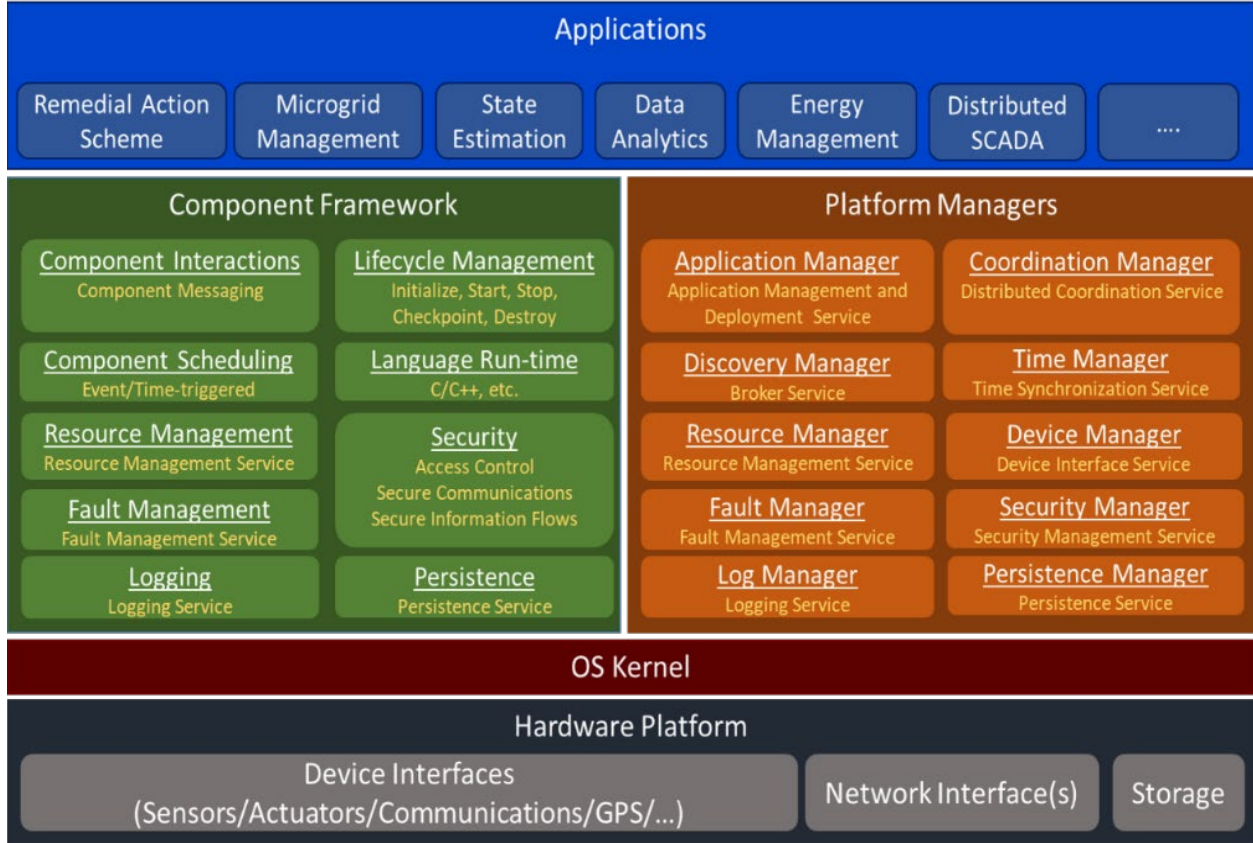 Applications
Remedial Action
Scheme
Microgrid
Management
State
Estimation
Data
Analytics
Energy
Management
Distributed
SCADA
....
Component Framework
Component Interactions
Component Messaging
Lifecycle Management
Initialize, Start, Stop,
Checkpoint, Destroy
Component Scheduling
Event/Time-triggered
Language Run-time
C/C++, etc.
Resource Management
Resource Management Service
Security
Access Control
Secure Communications
Secure Information Flows
Fault Management
Fault Management Service
Logging
Logging Service
Persistence
Persistence Service
Platform Managers
Application Manager
Application Management and
Deployment Service
Coordination Manager
Distributed Coordination Service
Discovery Manager
Broker Service
Time Manager
Time Synchronization Service
Resource Manager
Resource Management Service
Device Manager
Device Interface Service
Fault Manager
Fault Management Service
Security Manager
Security Management Service
Log Manager
Logging Service
Persistence Manager
Persistence Service
OS Kernel
Hardware Platform
Device Interfaces
(Sensors/Actuators/Communications/GPS/...)
Network Interface(s)
Storage